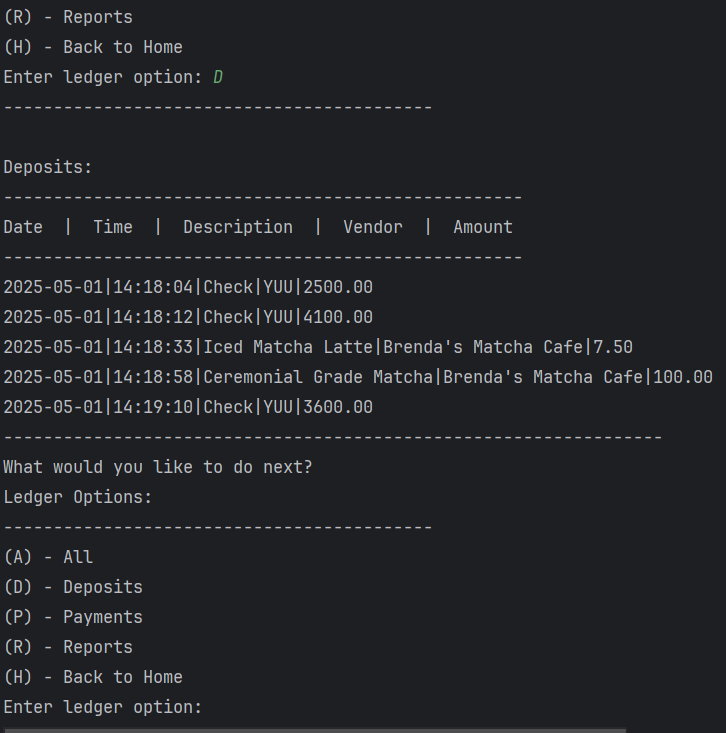 (R) - Reports
(H) - Back to Home
Enter ledger option: D
-------------------------------------------
Deposits:
----------------------------------------------------
Date  |  Time  |  Description  |  Vendor  |  Amount
----------------------------------------------------
2025-05-01|14:18:04|Check|YUU|2500.00
2025-05-01|14:18:12|Check|YUU|4100.00
2025-05-01|14:18:33|Iced Matcha Latte|Brenda's Matcha Cafe|7.50
2025-05-01|14:18:58|Ceremonial Grade Matcha|Brenda's Matcha Cafe|100.00
2025-05-01|14:19:10|Check|YUU|3600.00
------------------------------------------------------------------
What would you like to do next?
Ledger Options:
-------------------------------------------
(A) - All
(D) - Deposits
(P) - Payments
(R) - Reports
(H) - Back to Home
Enter ledger option: